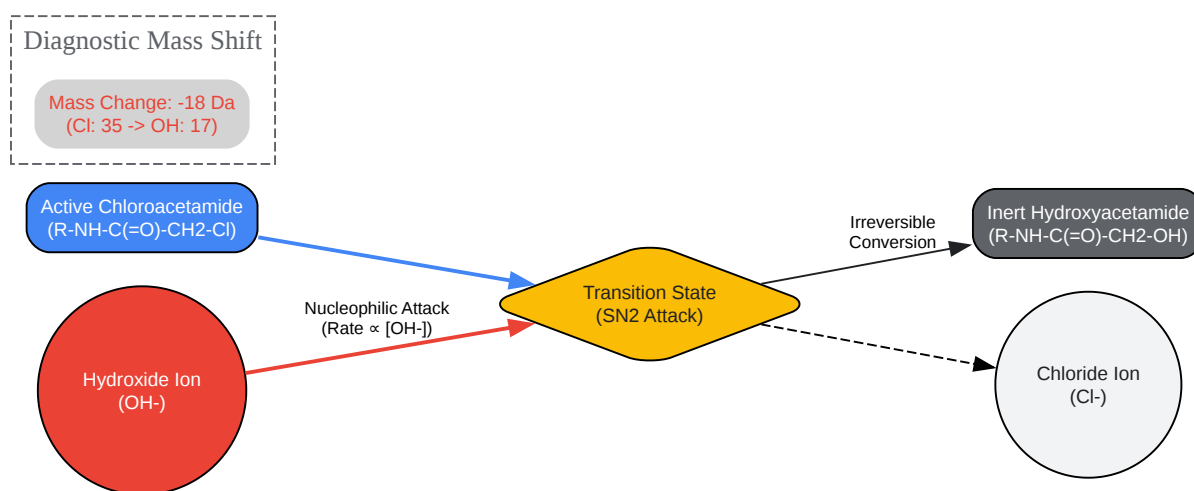 Diagnostic Mass Shift
Mass Change: -18 Da
(Cl: 35 -> OH: 17)
Active Chloroacetamide
(R-NH-C(=O)-CH2-Cl)
Hydroxide Ion
(OH-)
Nucleophilic Attack
(Rate ∝ [OH-])
Transition State
(SN2 Attack)
Irreversible
Conversion
Inert Hydroxyacetamide
(R-NH-C(=O)-CH2-OH)
Chloride Ion
(Cl-)